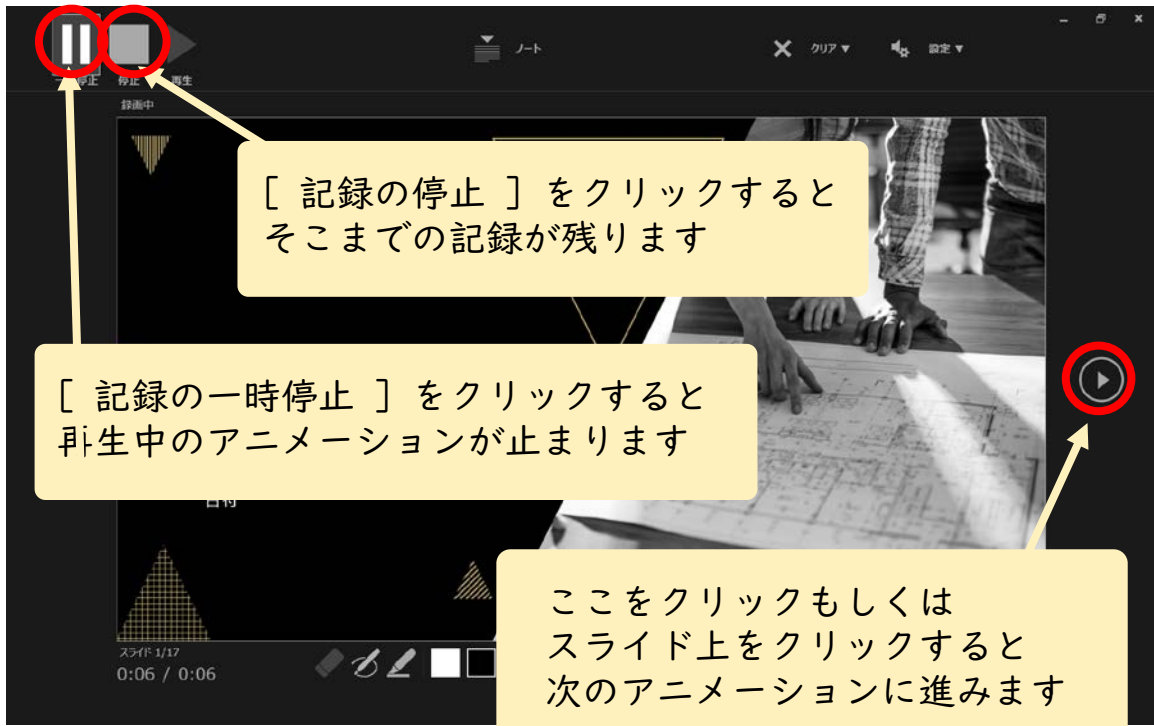 ノート
クリア▼
設定▼
停止
再生
録画中
[ 記録の停止 ] をクリックすると
そこまでの記録が残ります
[ 記録の一時停止 ] をクリックすると
再生中のアニメーションが止まります
ここをクリックもしくは
スライド上をクリックすると
次のアニメーションに進みます
スライド 1/17
0:06 / 0:06